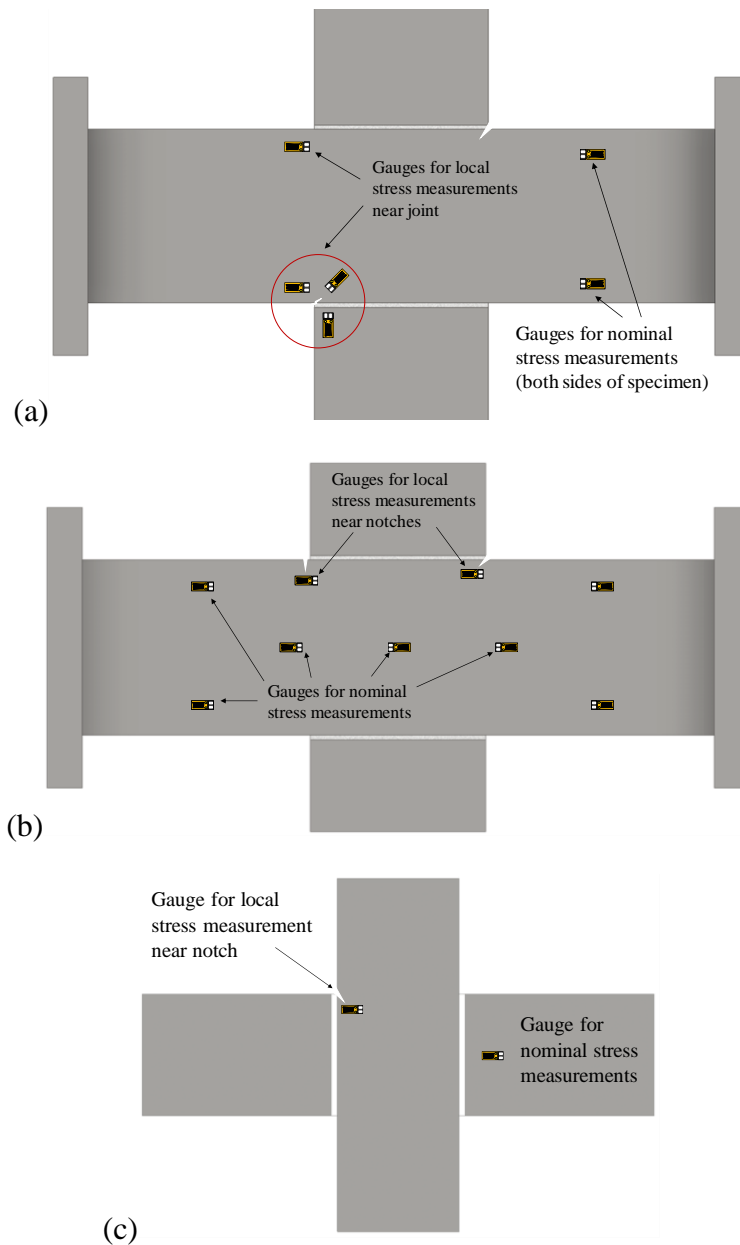 Gauges for local
stress measurements
near joint
Gauges for nominal
stress measurements
(both sides of specimen)
(a)
Gauges for local
stress measurements
near notches
Gauges for nominal
stress measurements
(b)
Gauge for local
stress measurement
near notch
Gauge for
nominal stress
measurements
(c)